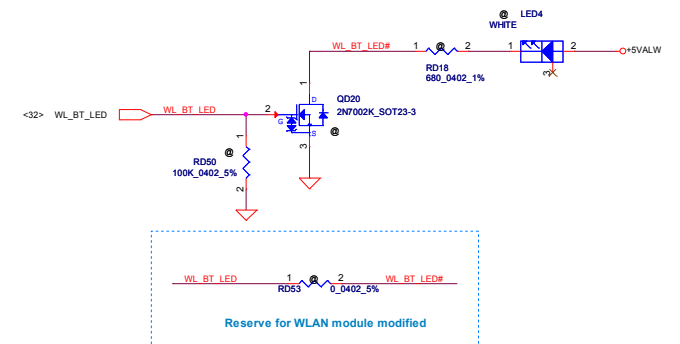 @ LED4
WHITE
WL_BT_LED# 1 @ 2 1 2 +5VALW
RD18
680_0402_1%
3
1
D
QD20
2N7002K_SOT23-3
<32> WL_BT_LED WL_BT_LED 2
G
S @
3
1
@
RD50
100K_0402_5%
2
WL_BT_LED 1 @ 2 WL_BT_LED#
RD53 0_0402_5%
Reserve for WLAN module modified